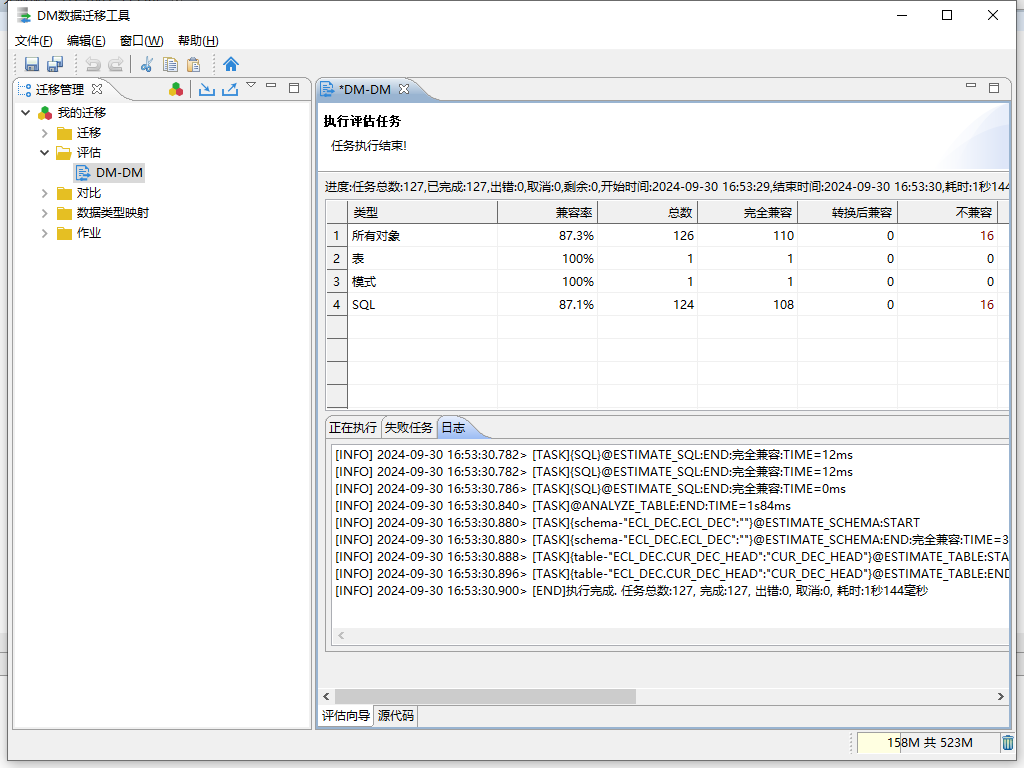 DM数据迁移工具
文件(F) 编辑(E) 窗口(W) 帮助(H)
迁移管理
我的迁移
迁移
评估
DM-DM
对比
数据类型映射
作业
*DM-DM
执行评估任务
任务执行结束!
进度:任务总数:127,已完成:127,出错:0,取消:0,剩余:0,开始时间:2024-09-30 16:53:29,结束时间:2024-09-30 16:53:30,耗时:1秒144
类型 兼容率 总数 完全兼容 转换后兼容 不兼容
1 所有对象 87.3% 126 110 0 16
2 表 100% 1 1 0 0
3 模式 100% 1 1 0 0
4 SQL 87.1% 124 108 0 16
正在执行 失败任务 日志
[INFO] 2024-09-30 16:53:30.782> [TASK]{SQL}@ESTIMATE_SQL:END:完全兼容:TIME=12ms
[INFO] 2024-09-30 16:53:30.782> [TASK]{SQL}@ESTIMATE_SQL:END:完全兼容:TIME=12ms
[INFO] 2024-09-30 16:53:30.786> [TASK]{SQL}@ESTIMATE_SQL:END:完全兼容:TIME=0ms
[INFO] 2024-09-30 16:53:30.840> [TASK]@ANALYZE_TABLE:END:TIME=1s84ms
[INFO] 2024-09-30 16:53:30.880> [TASK]{schema-"ECL_DEC.ECL_DEC":""}@ESTIMATE_SCHEMA:START
[INFO] 2024-09-30 16:53:30.880> [TASK]{schema-"ECL_DEC.ECL_DEC":""}@ESTIMATE_SCHEMA:END:完全兼容:TIME=3
[INFO] 2024-09-30 16:53:30.888> [TASK]{table-"ECL_DEC.CUR_DEC_HEAD":"CUR_DEC_HEAD"}@ESTIMATE_TABLE:STA
[INFO] 2024-09-30 16:53:30.896> [TASK]{table-"ECL_DEC.CUR_DEC_HEAD":"CUR_DEC_HEAD"}@ESTIMATE_TABLE:END
[INFO] 2024-09-30 16:53:30.900> [END]执行完成. 任务总数:127, 完成:127, 出错:0, 取消:0, 耗时:1秒144毫秒
评估向导 源代码
158M 共 523M